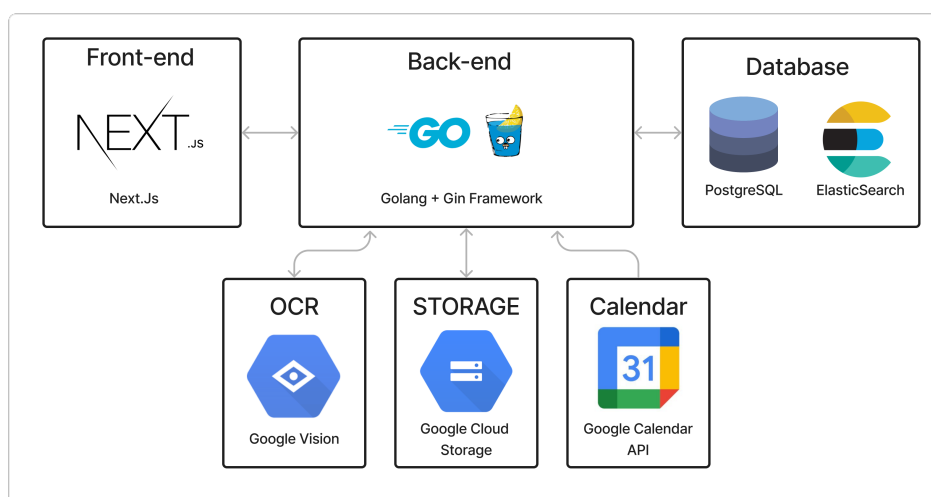 Front-end
NEXT.JS
Next.Js
Back-end
GO
Golang + Gin Framework
Database
PostgreSQL
ElasticSearch
OCR
Google Vision
STORAGE
Google Cloud
Storage
Calendar
31
Google Calendar
API